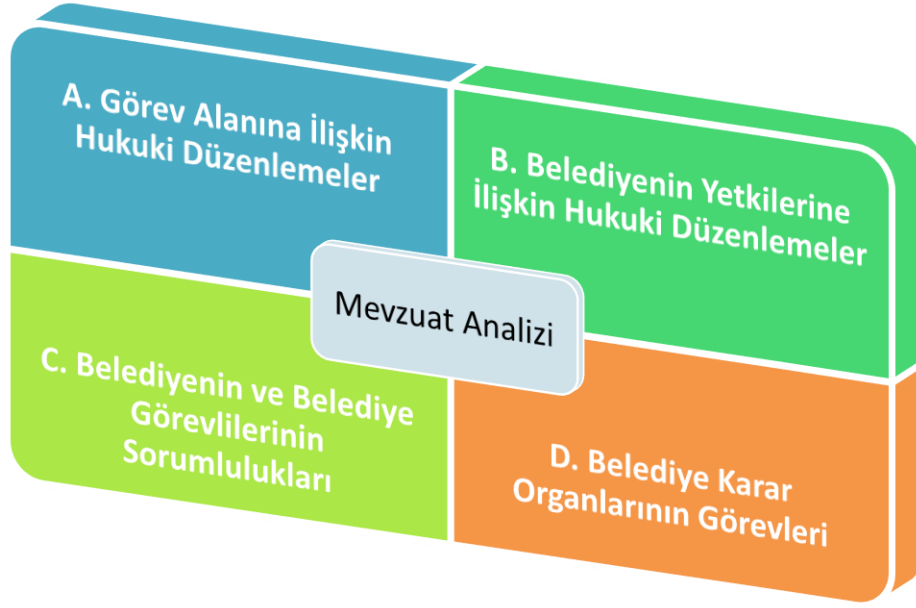 A. Görev Alanına İlişkin
Hukuki Düzenlemeler
B. Belediyenin Yetkilerine
İlişkin Hukuki Düzenlemeler
Mevzuat Analizi
C. Belediyenin ve Belediye
Görevlilerinin
Sorumlulukları
D. Belediye Karar
Organlarının Görevleri